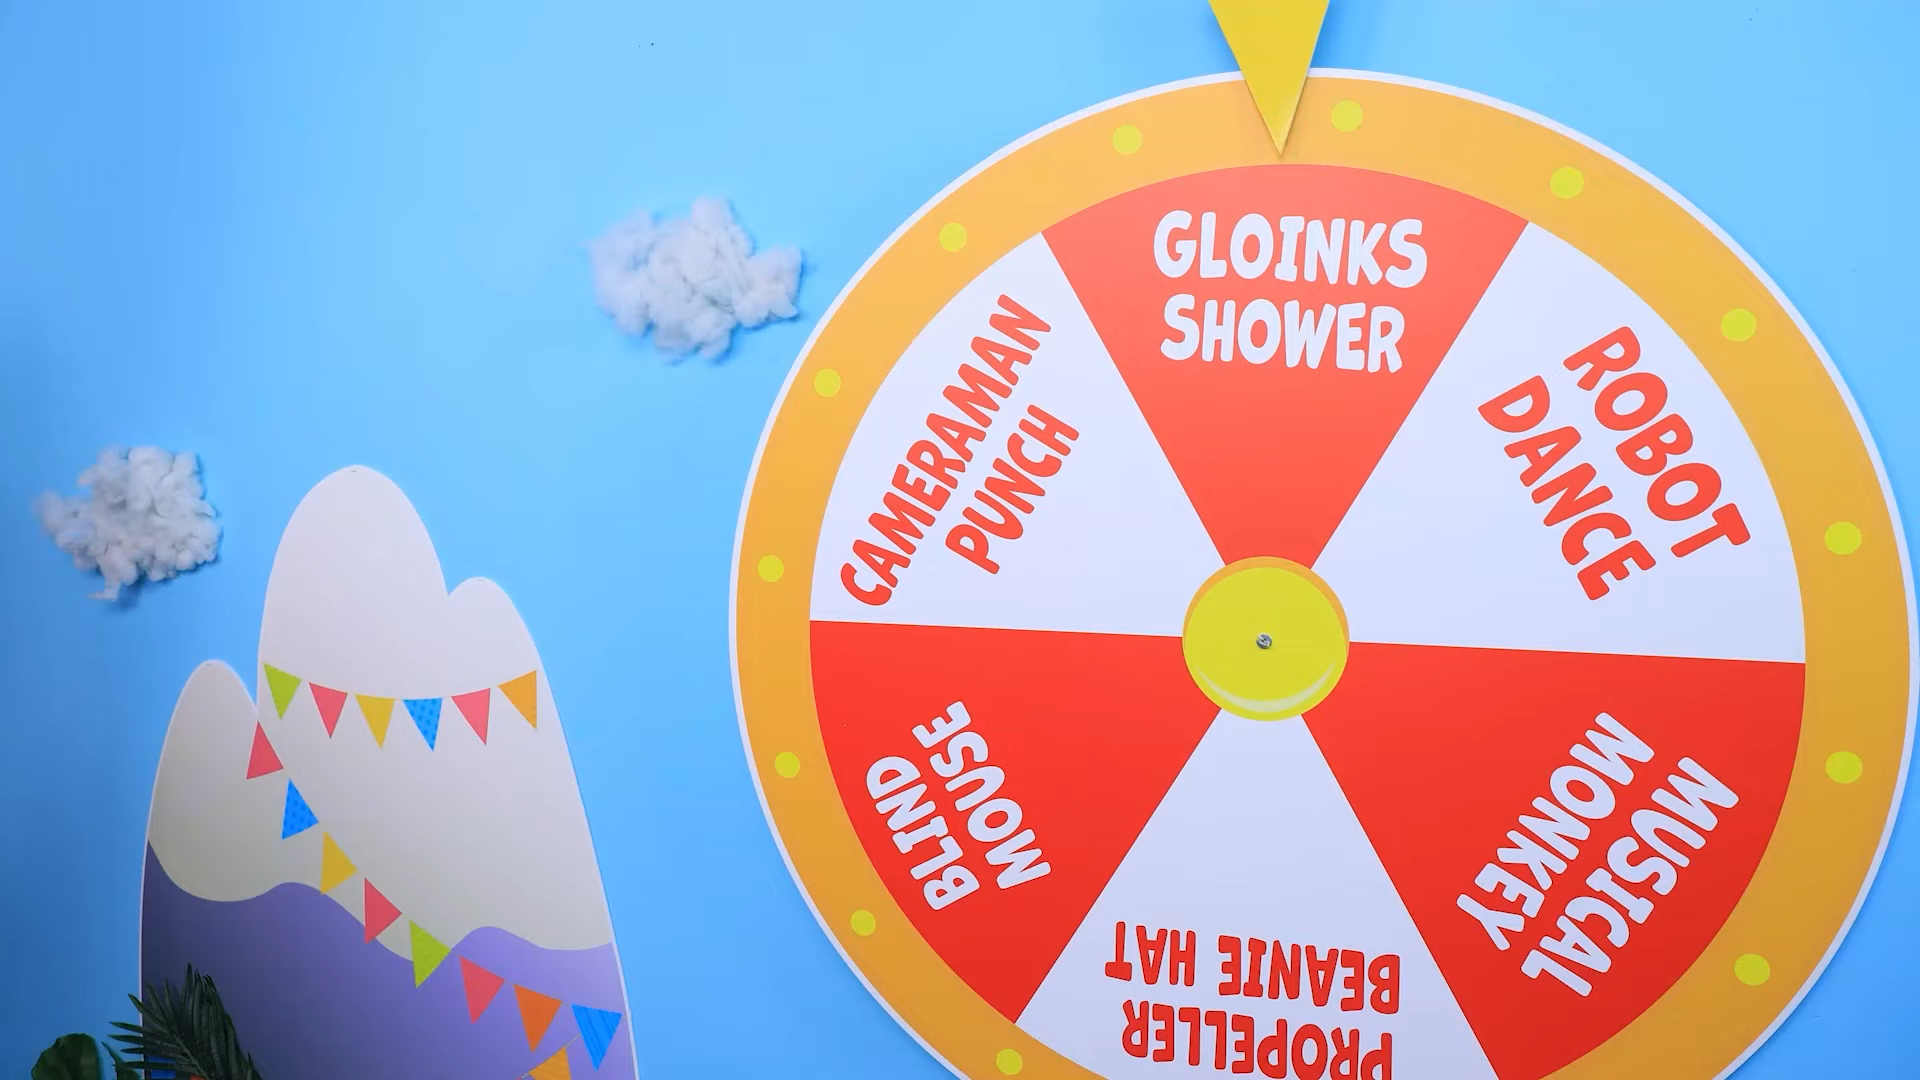 GLOINKS
SHOWER
ROBOT
DANCE
MUSICAL
MONKEY
PROPELLER
BEANIE HAT
BLIND
MOUSE
CAMERAMAN
PUNCH